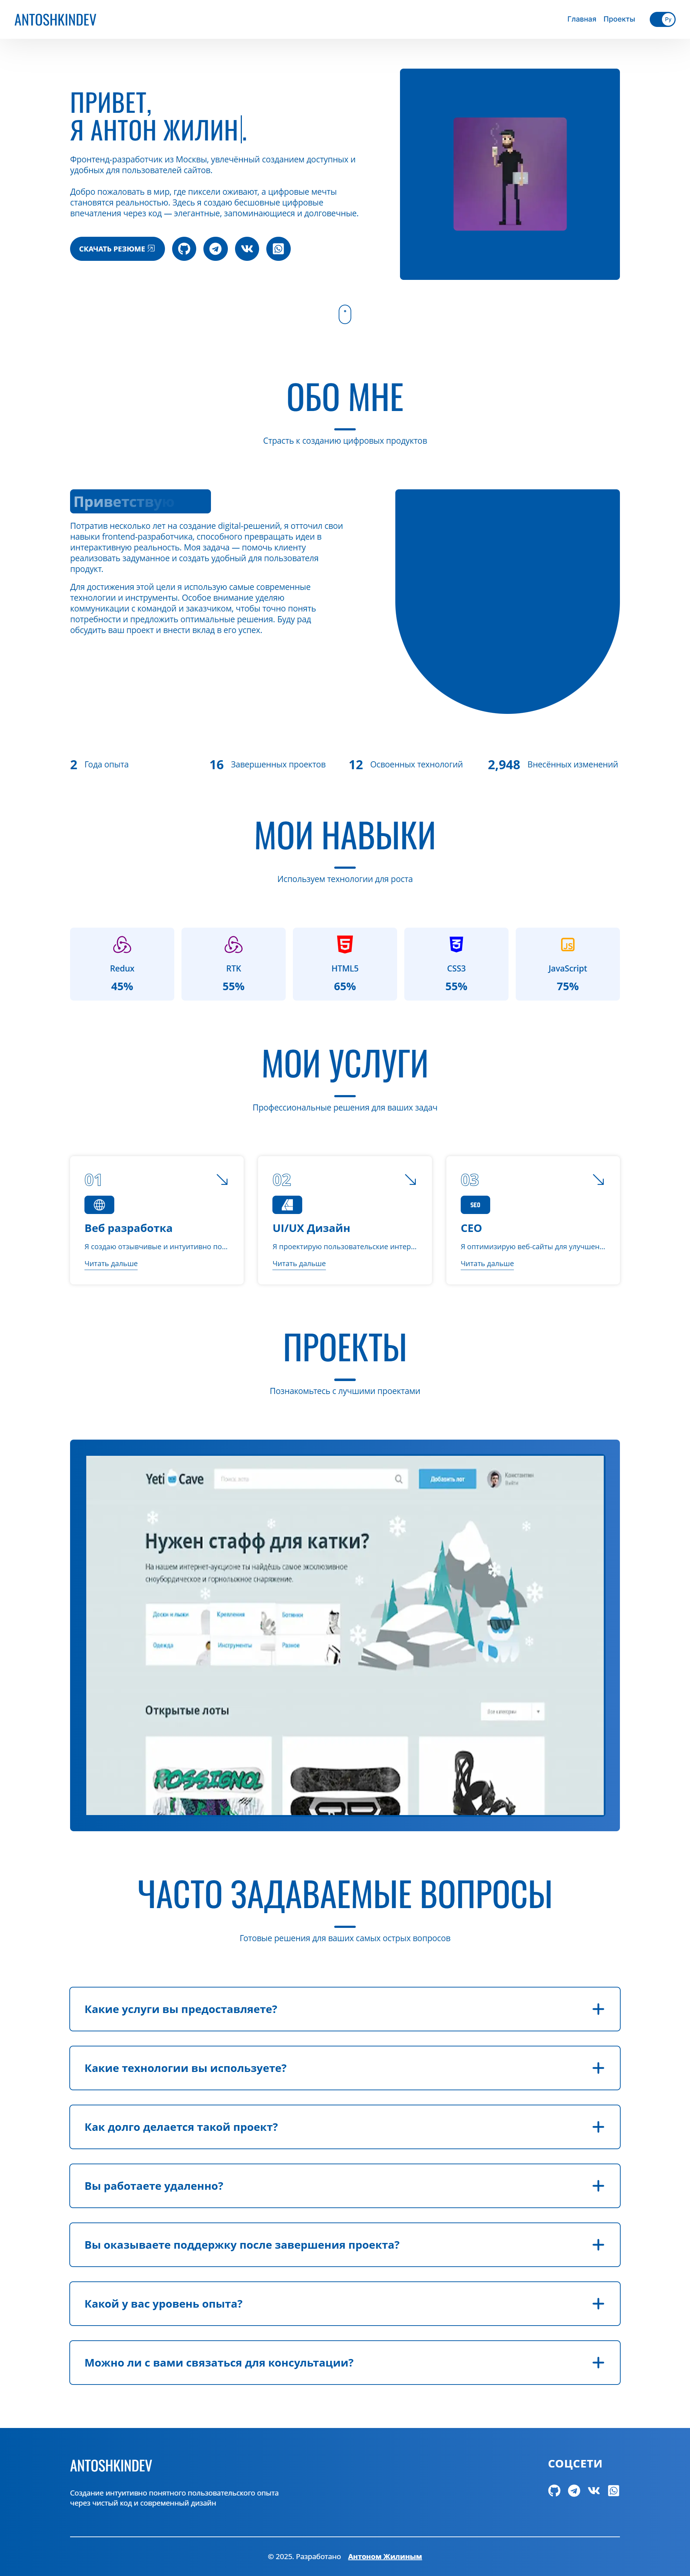 ANTOSHKINDEV
Главная Проекты Ру
ПРИВЕТ,
Я АНТОН ЖИЛИН|.
Фронтенд-разработчик из Москвы, увлечённый созданием доступных и
удобных для пользователей сайтов.
Добро пожаловать в мир, где пиксели оживают, а цифровые мечты
становятся реальностью. Здесь я создаю бесшовные цифровые
впечатления через код — элегантные, запоминающиеся и долговечные.
СКАЧАТЬ РЕЗЮМЕ
ОБО МНЕ
Страсть к созданию цифровых продуктов
Приветствую
Потратив несколько лет на создание digital-решений, я отточил свои
навыки frontend-разработчика, способного превращать идеи в
интерактивную реальность. Моя задача — помочь клиенту
реализовать задуманное и создать удобный для пользователя
продукт.
Для достижения этой цели я использую самые современные
технологии и инструменты. Особое внимание уделяю
коммуникации с командой и заказчиком, чтобы точно понять
потребности и предложить оптимальные решения. Буду рад
обсудить ваш проект и внести вклад в его успех.
2 Года опыта
16 Завершенных проектов
12 Освоенных технологий
2,948 Внесённых изменений
МОИ НАВЫКИ
Используем технологии для роста
Redux
45%
RTK
55%
HTML5
65%
CSS3
55%
JS
JavaScript
75%
МОИ УСЛУГИ
Профессиональные решения для ваших задач
01
Веб разработка
Я создаю отзывчивые и интуитивно по...
Читать дальше
02
UI/UX Дизайн
Я проектирую пользовательские интер...
Читать дальше
03
SEO
СЕО
Я оптимизирую веб-сайты для улучшен...
Читать дальше
ПРОЕКТЫ
Познакомьтесь с лучшими проектами
Yeti Cave
Поиск лота
Добавить лот
Константин
Выйти
Нужен стафф для катки?
На нашем интернет-аукционе ты найдёшь самое эксклюзивное
сноубордическое и горнолыжное снаряжение.
Доски и лыжи Крепления Ботинки
Одежда Инструменты Разное
Открытые лоты
Все категории
ROSSIGNOL
ЧАСТО ЗАДАВАЕМЫЕ ВОПРОСЫ
Готовые решения для ваших самых острых вопросов
Какие услуги вы предоставляете?
Какие технологии вы используете?
Как долго делается такой проект?
Вы работаете удаленно?
Вы оказываете поддержку после завершения проекта?
Какой у вас уровень опыта?
Можно ли с вами связаться для консультации?
ANTOSHKINDEV
Создание интуитивно понятного пользовательского опыта
через чистый код и современный дизайн
СОЦСЕТИ
© 2025. Разработано Антоном Жилиным